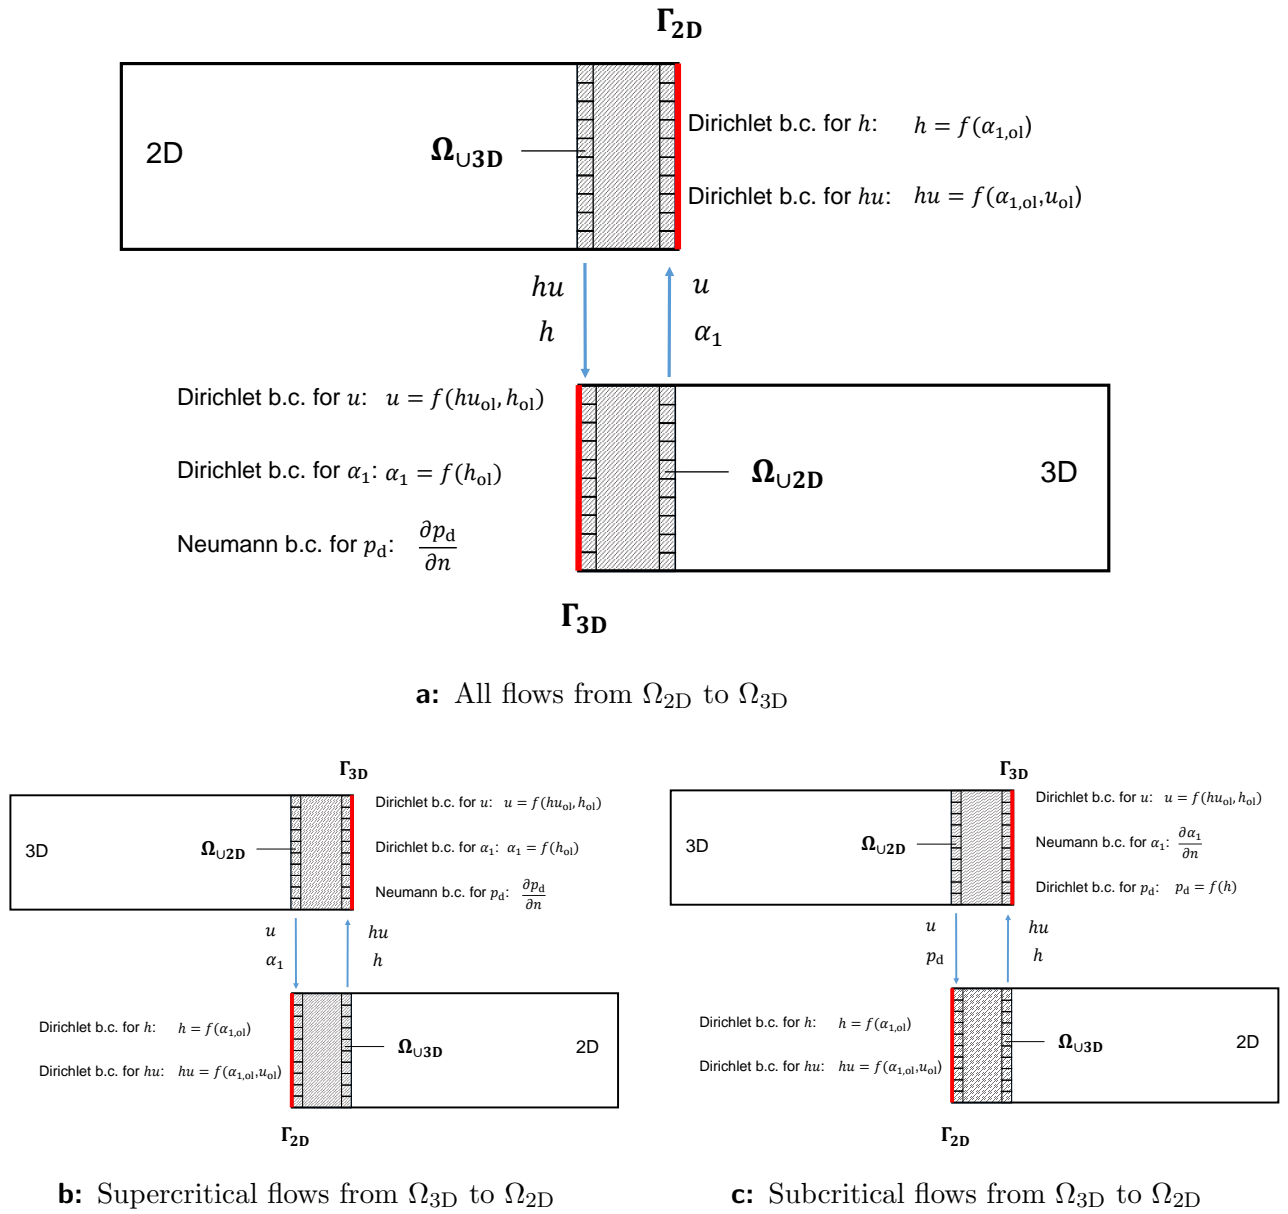 Γ2D
Dirichlet b.c. for h: h = f(α1,ol)
2D
Ω∪3D
Dirichlet b.c. for hu: hu = f(α1,ol,uol)
hu u
h α1
Dirichlet b.c. for u: u = f(huol, hol)
Dirichlet b.c. for α1: α1 = f(hol)
Ω∪2D
3D
Neumann b.c. for pd: ∂pd/∂n
Γ3D
a: All flows from Ω2D to Ω3D
Γ3D
Dirichlet b.c. for u: u = f(huol, hol)
3D
Ω∪2D
Dirichlet b.c. for α1: α1 = f(hol)
Neumann b.c. for pd: ∂pd/∂n
u hu
α1 h
Dirichlet b.c. for h: h = f(α1,ol)
Ω∪3D
2D
Dirichlet b.c. for hu: hu = f(α1,ol,uol)
Γ2D
b: Supercritical flows from Ω3D to Ω2D
Γ3D
Dirichlet b.c. for u: u = f(huol, hol)
3D
Ω∪2D
Neumann b.c. for α1: ∂α1/∂n
Dirichlet b.c. for pd: pd = f(h)
u hu
pd h
Dirichlet b.c. for h: h = f(α1,ol)
Ω∪3D
2D
Dirichlet b.c. for hu: hu = f(α1,ol,uol)
Γ2D
c: Subcritical flows from Ω3D to Ω2D